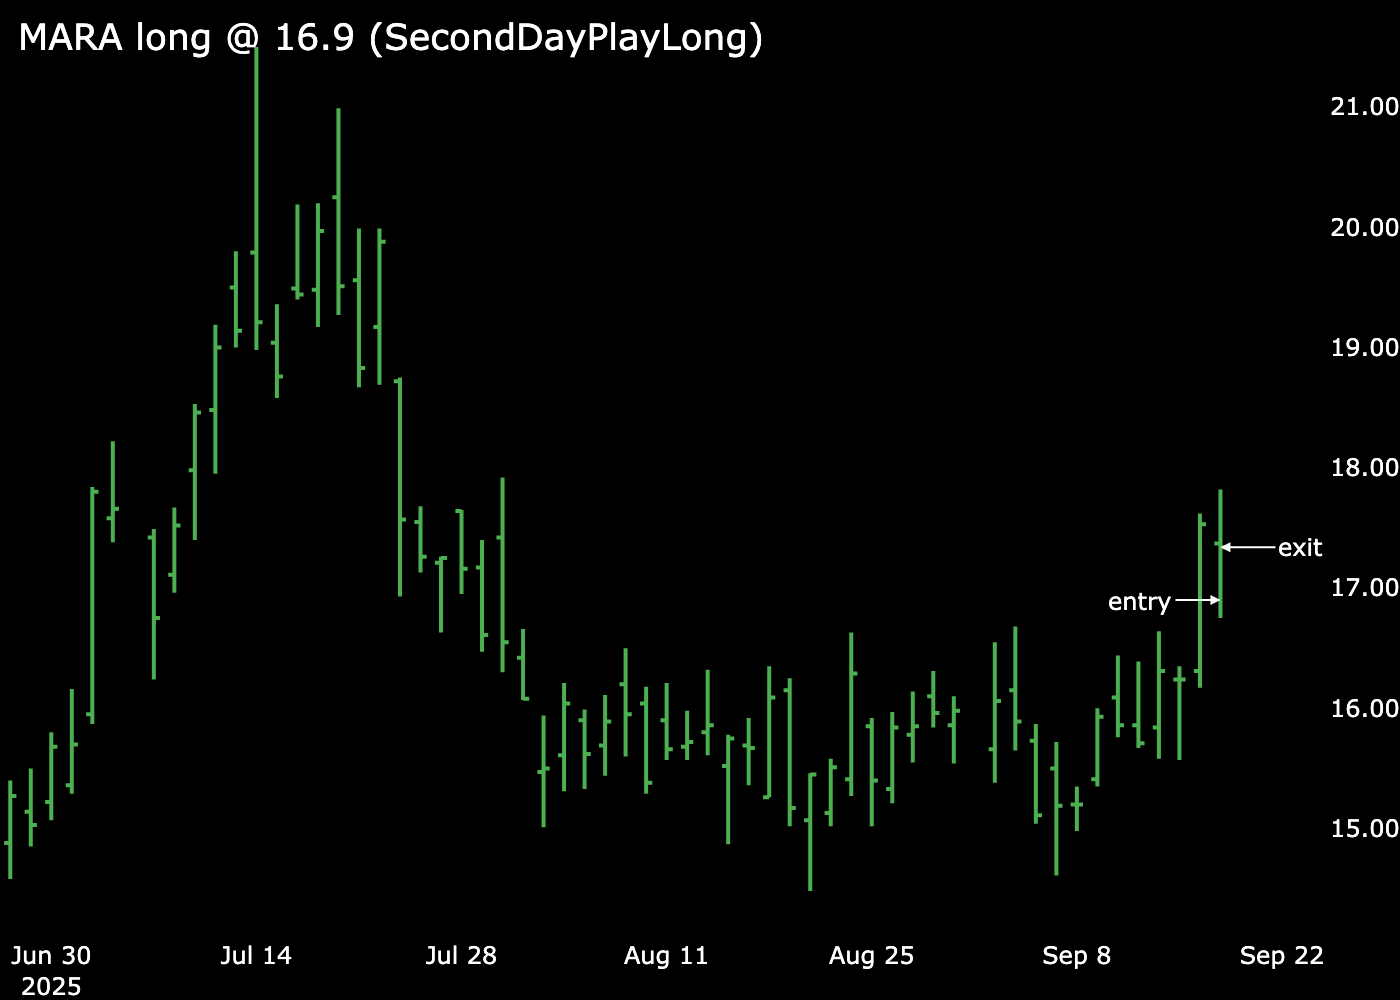 MARA long @ 16.9 (SecondDayPlayLong)
21.00
20.00
19.00
18.00
exit
17.00
entry
16.00
15.00
Jun 30 Jul 14 Jul 28 Aug 11 Aug 25 Sep 8 Sep 22
2025